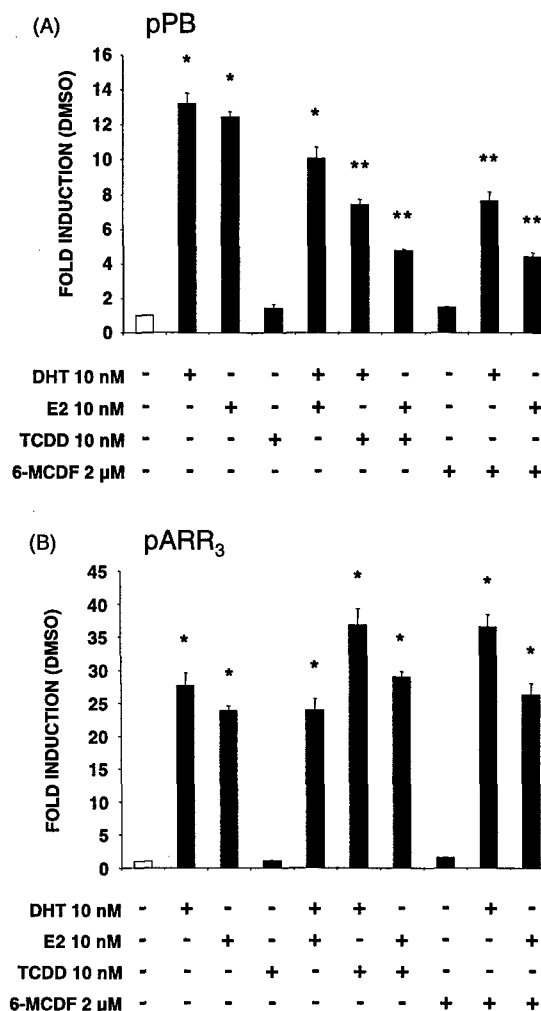 (A) pPB
FOLD INDUCTION (DMSO)
16
14
12
10
8
6
4
2
0
* * * ** ** ** **
DHT 10 nM - + - - + + - - + -
E2 10 nM - - + - + - + - - +
TCDD 10 nM - - - + - + + - - -
6-MCDF 2 µM - - - - - - - + + +
(B) pARR3
FOLD INDUCTION (DMSO)
45
40
35
30
25
20
15
10
5
0
* * * * * * *
DHT 10 nM - + - - + + - - + -
E2 10 nM - - + - + - + - - +
TCDD 10 nM - - - + - + + - - -
6-MCDF 2 µM - - - - - - - + + +